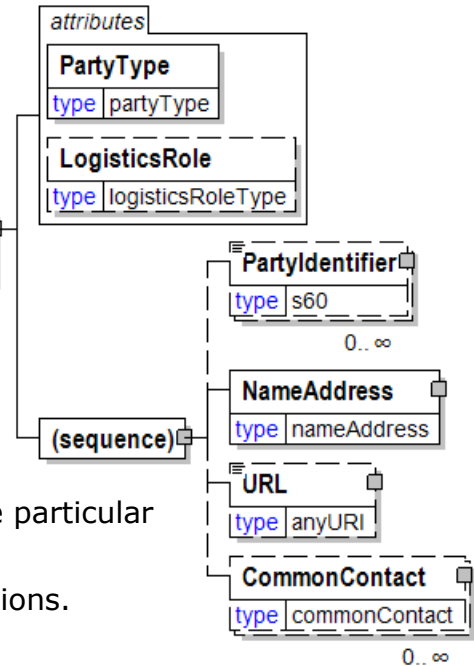 attributes
PartyType
type partyType
LogisticsRole
type logisticsRoleType
PartyIdentifier
type s60
0.. ∞
NameAddress
type nameAddress
(sequence)
URL
type anyURI
particular
CommonContact
type commonContact
ions.
0.. ∞